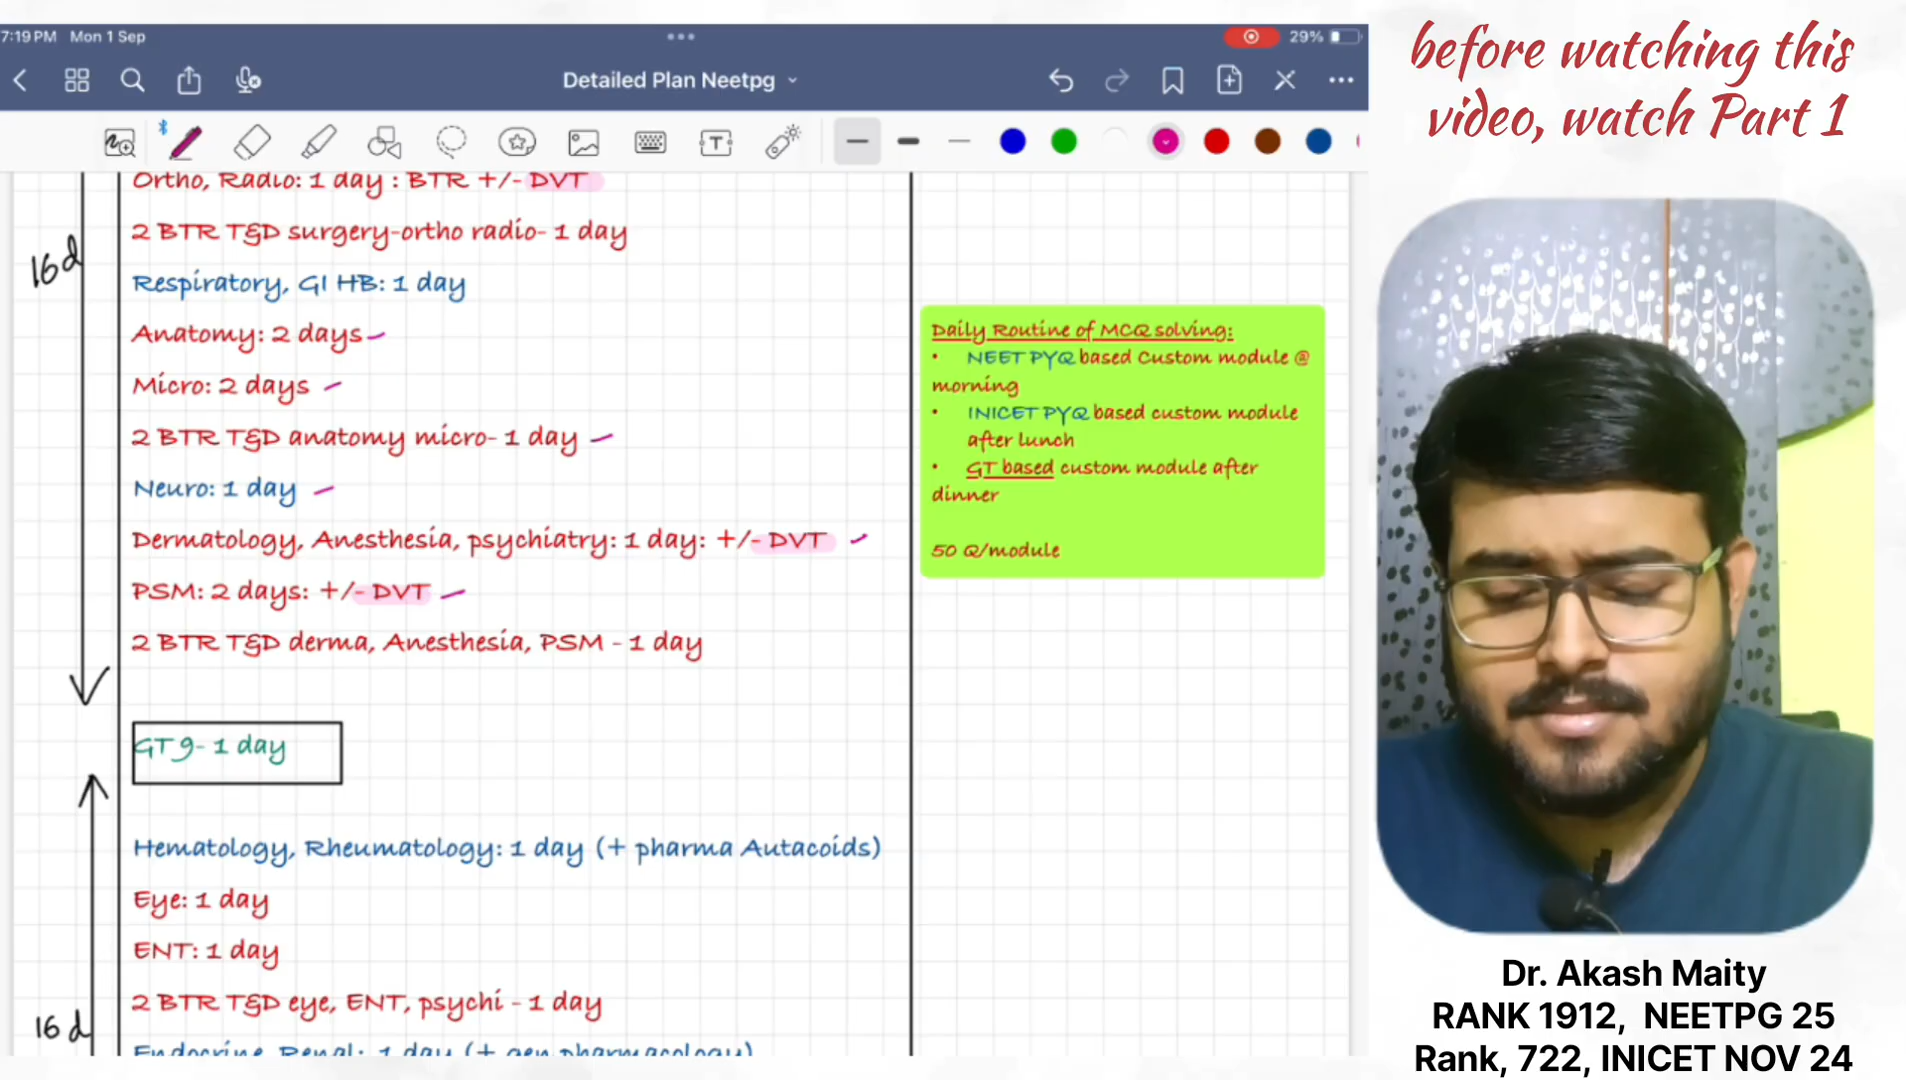 before watching this
video, watch Part 1
7:19 PM Mon 1 Sep
29%
Detailed Plan Neetpg
Ortho, Radio: 1 day : BTR +/- DVT
2 BTR T&D surgery-ortho radio- 1 day
16d
Respiratory, GI HB: 1 day
Anatomy: 2 days
Micro: 2 days
2 BTR T&D anatomy micro- 1 day
Neuro: 1 day
Dermatology, Anesthesia, psychiatry: 1 day: +/- DVT
PSM: 2 days: +/- DVT
2 BTR T&D derma, Anesthesia, PSM - 1 day
GT 9- 1 day
Hematology, Rheumatology: 1 day (+ pharma Autacoids)
Eye: 1 day
ENT: 1 day
2 BTR T&D eye, ENT, psychi - 1 day
16 d
Endocrine, Renal: 1 day (+ gen pharmacology)
Daily Routine of MCQ solving:
• NEET PYQ based Custom module @
morning
• INICET PYQ based custom module
after lunch
• GT based custom module after
dinner
50 Q/module
Dr. Akash Maity
RANK 1912, NEETPG 25
Rank, 722, INICET NOV 24